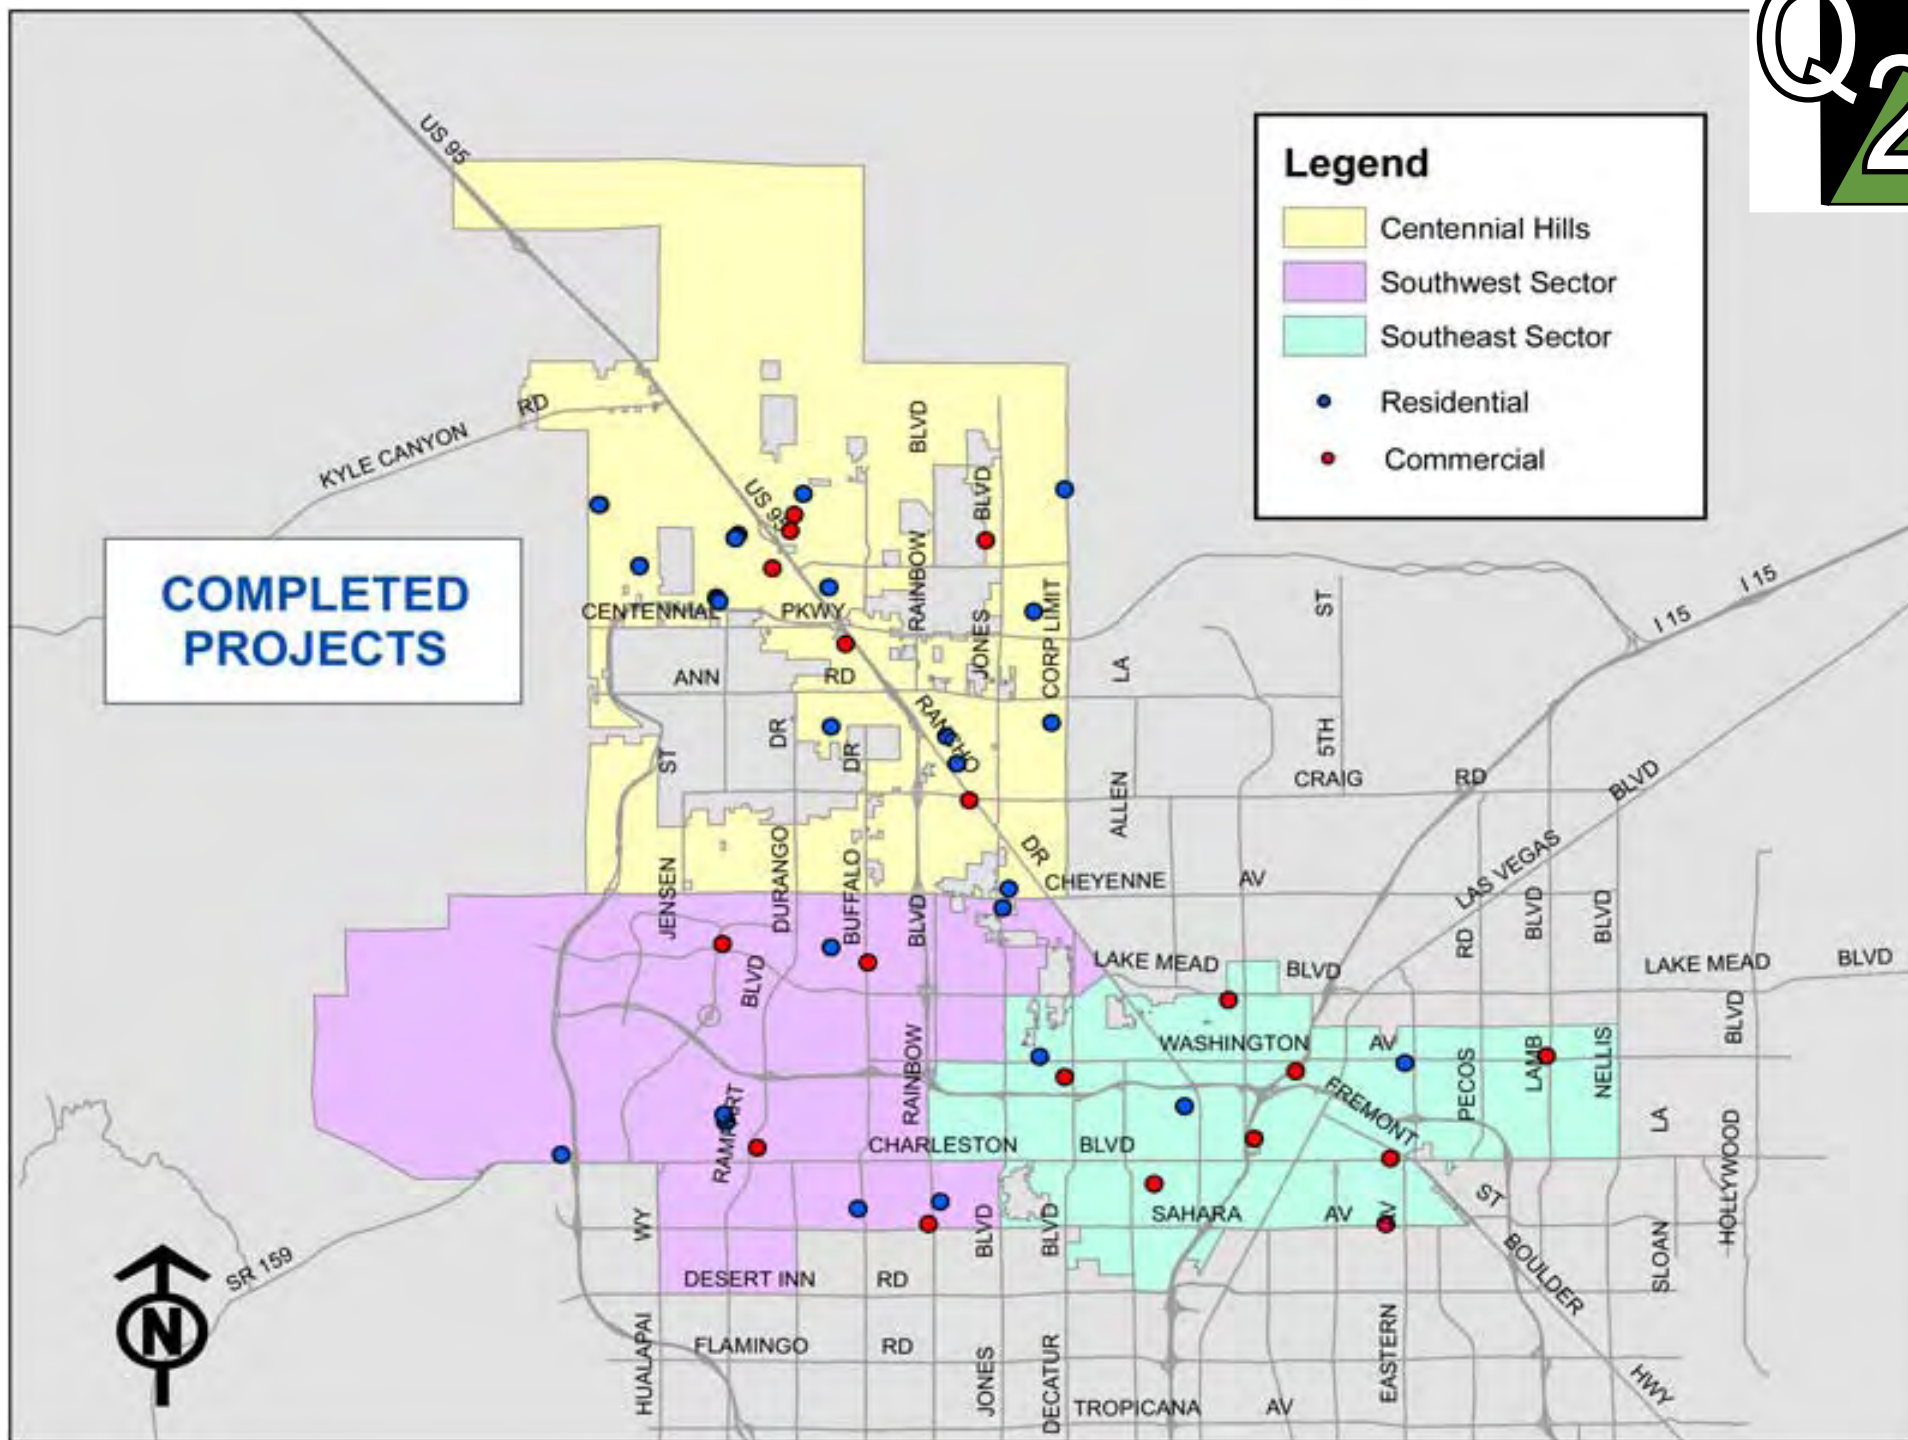 Q2
US 95
Legend
Centennial Hills
Southwest Sector
Southeast Sector
Residential
Commercial
KYLE CANYON RD
BLVD
US 95
BLVD
COMPLETED
PROJECTS
RAINBOW
CENTENNIAL PKWY
JONES
CORP LIMIT
ST
I 15
I 15
ANN RD
LA
RANCHO
DR
DR
ST
5TH
CRAIG RD
BLVD
ALLEN
DR
JENSEN
DURANGO
BUFFALO
BLVD
CHEYENNE AV
LAS VEGAS
RD
BLVD
BLVD
BLVD
LAKE MEAD BLVD
LAKE MEAD BLVD
BLVD
RAINBOW
WASHINGTON AV
PECOS
LAMB
NELLIS
FREMONT
RAMPART
CHARLESTON BLVD
LA
HOLLYWOOD
ST
WY
BLVD
BLVD
SAHARA AV
AV
SLOAN
SR 159
BOULDER
DESERT INN RD
N
HUALAPAI
FLAMINGO RD
JONES
DECATUR
EASTERN
HWY
TROPICANA AV